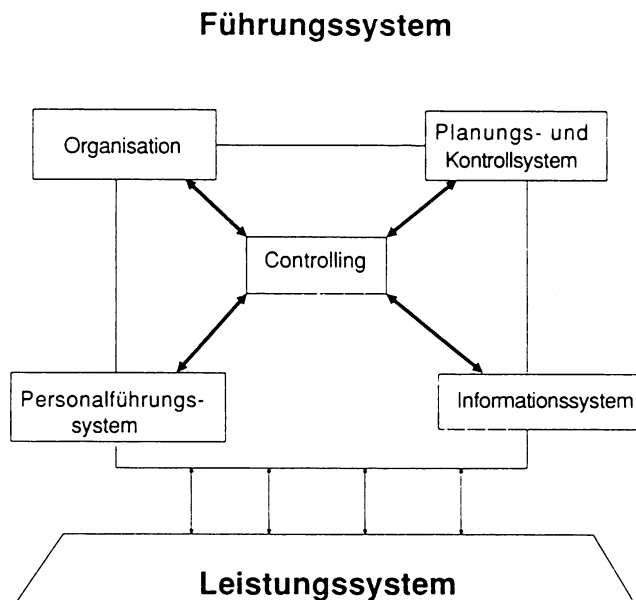 Führungssystem
Organisation
Planungs- und
Kontrollsystem
Controlling
Personalführungs-
system
Informationssystem
Leistungssystem